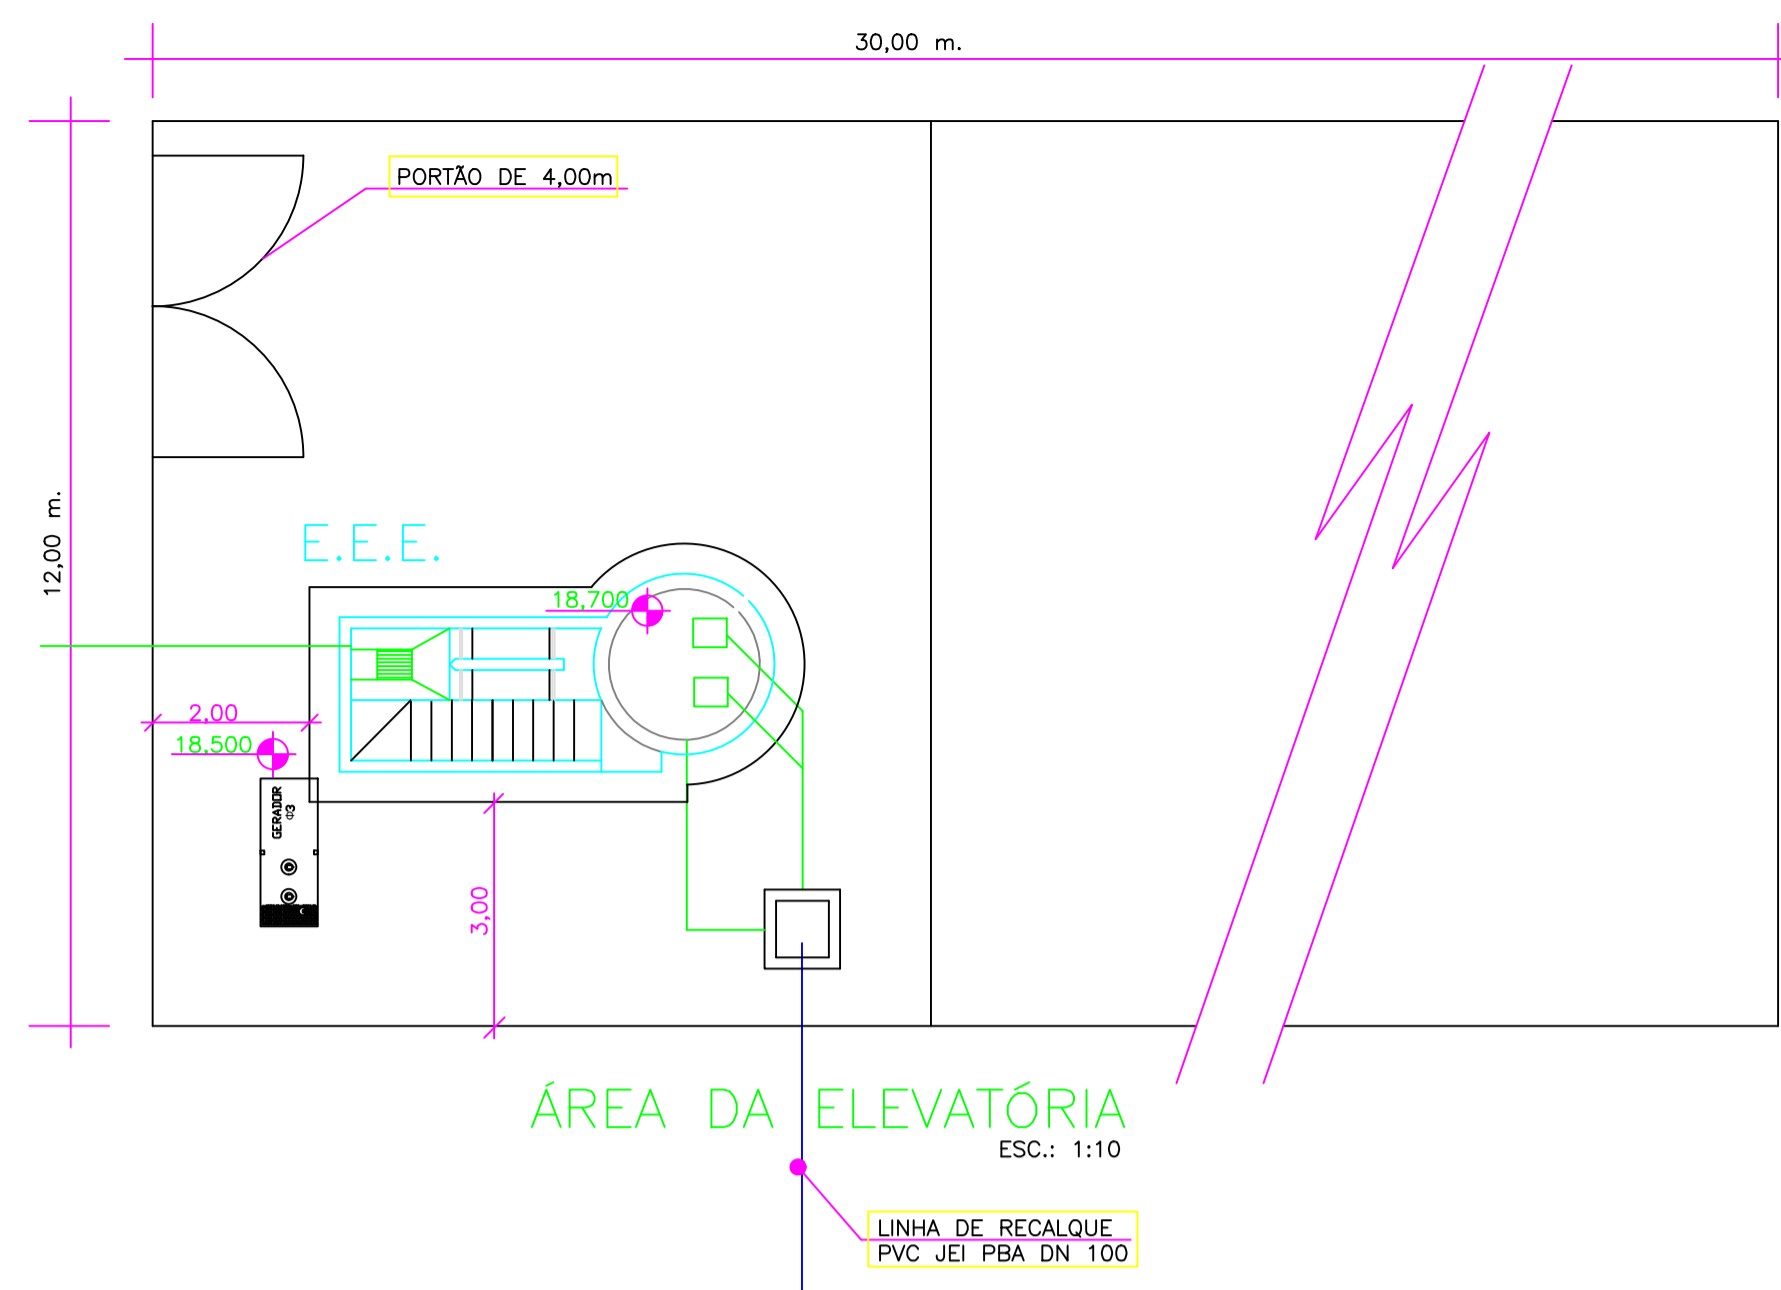 30,00 m.
PORTÃO DE 4,00m
12,00 m.
E.E.E.
18,700
2,00
18,500
GERADOR
Φ3
3,00
ÁREA DA ELEVATÓRIA
ESC.: 1:10
LINHA DE RECALQUE
PVC JEI PBA DN 100